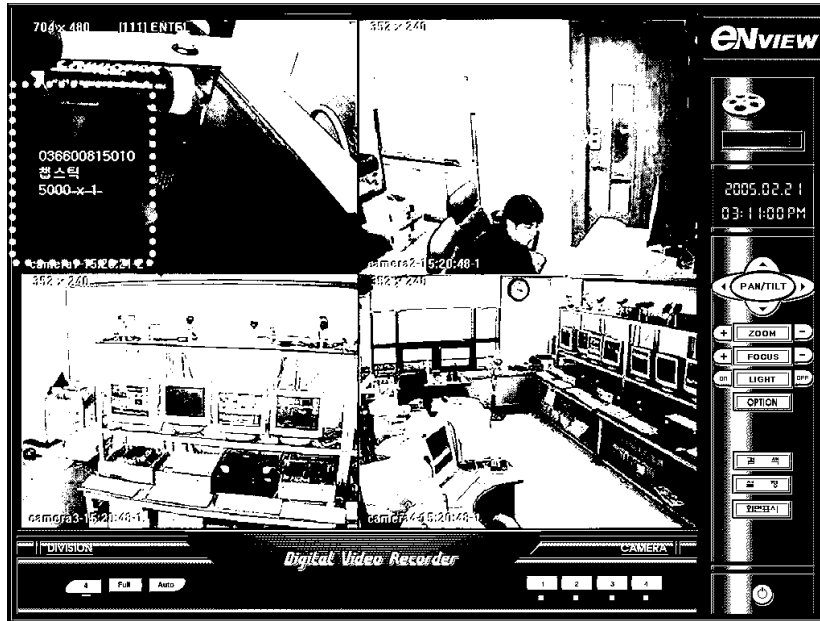 704 x 480 [111] ENTE
352 x 240
eNVIEW
036600815010
챕스틱
5000 x 1
2005.02.21
03:11:00 PM
camera2-15:20:48-1
352 x 240
352 x 240
PAN/TILT
+ ZOOM -
+ FOCUS -
ON LIGHT OFF
OPTION
검 색
설 정
화면표시
camera3-15:20:48-1
camera4-15:20:48-1
DIVISION
CAMERA
Digital Video Recorder
4 Full Auto
1 2 3 4